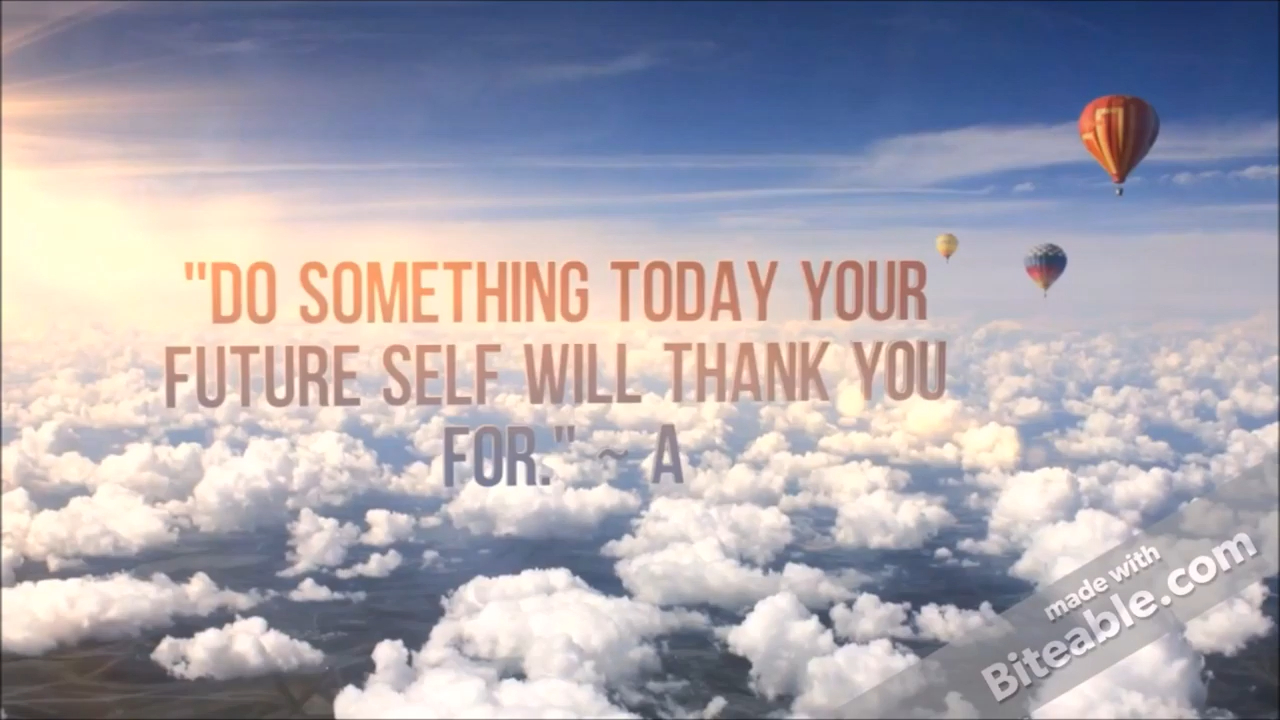 "DO SOMETHING TODAY YOUR
FUTURE SELF WILL THANK YOU
FOR." ~ A
made with
Biteable.com